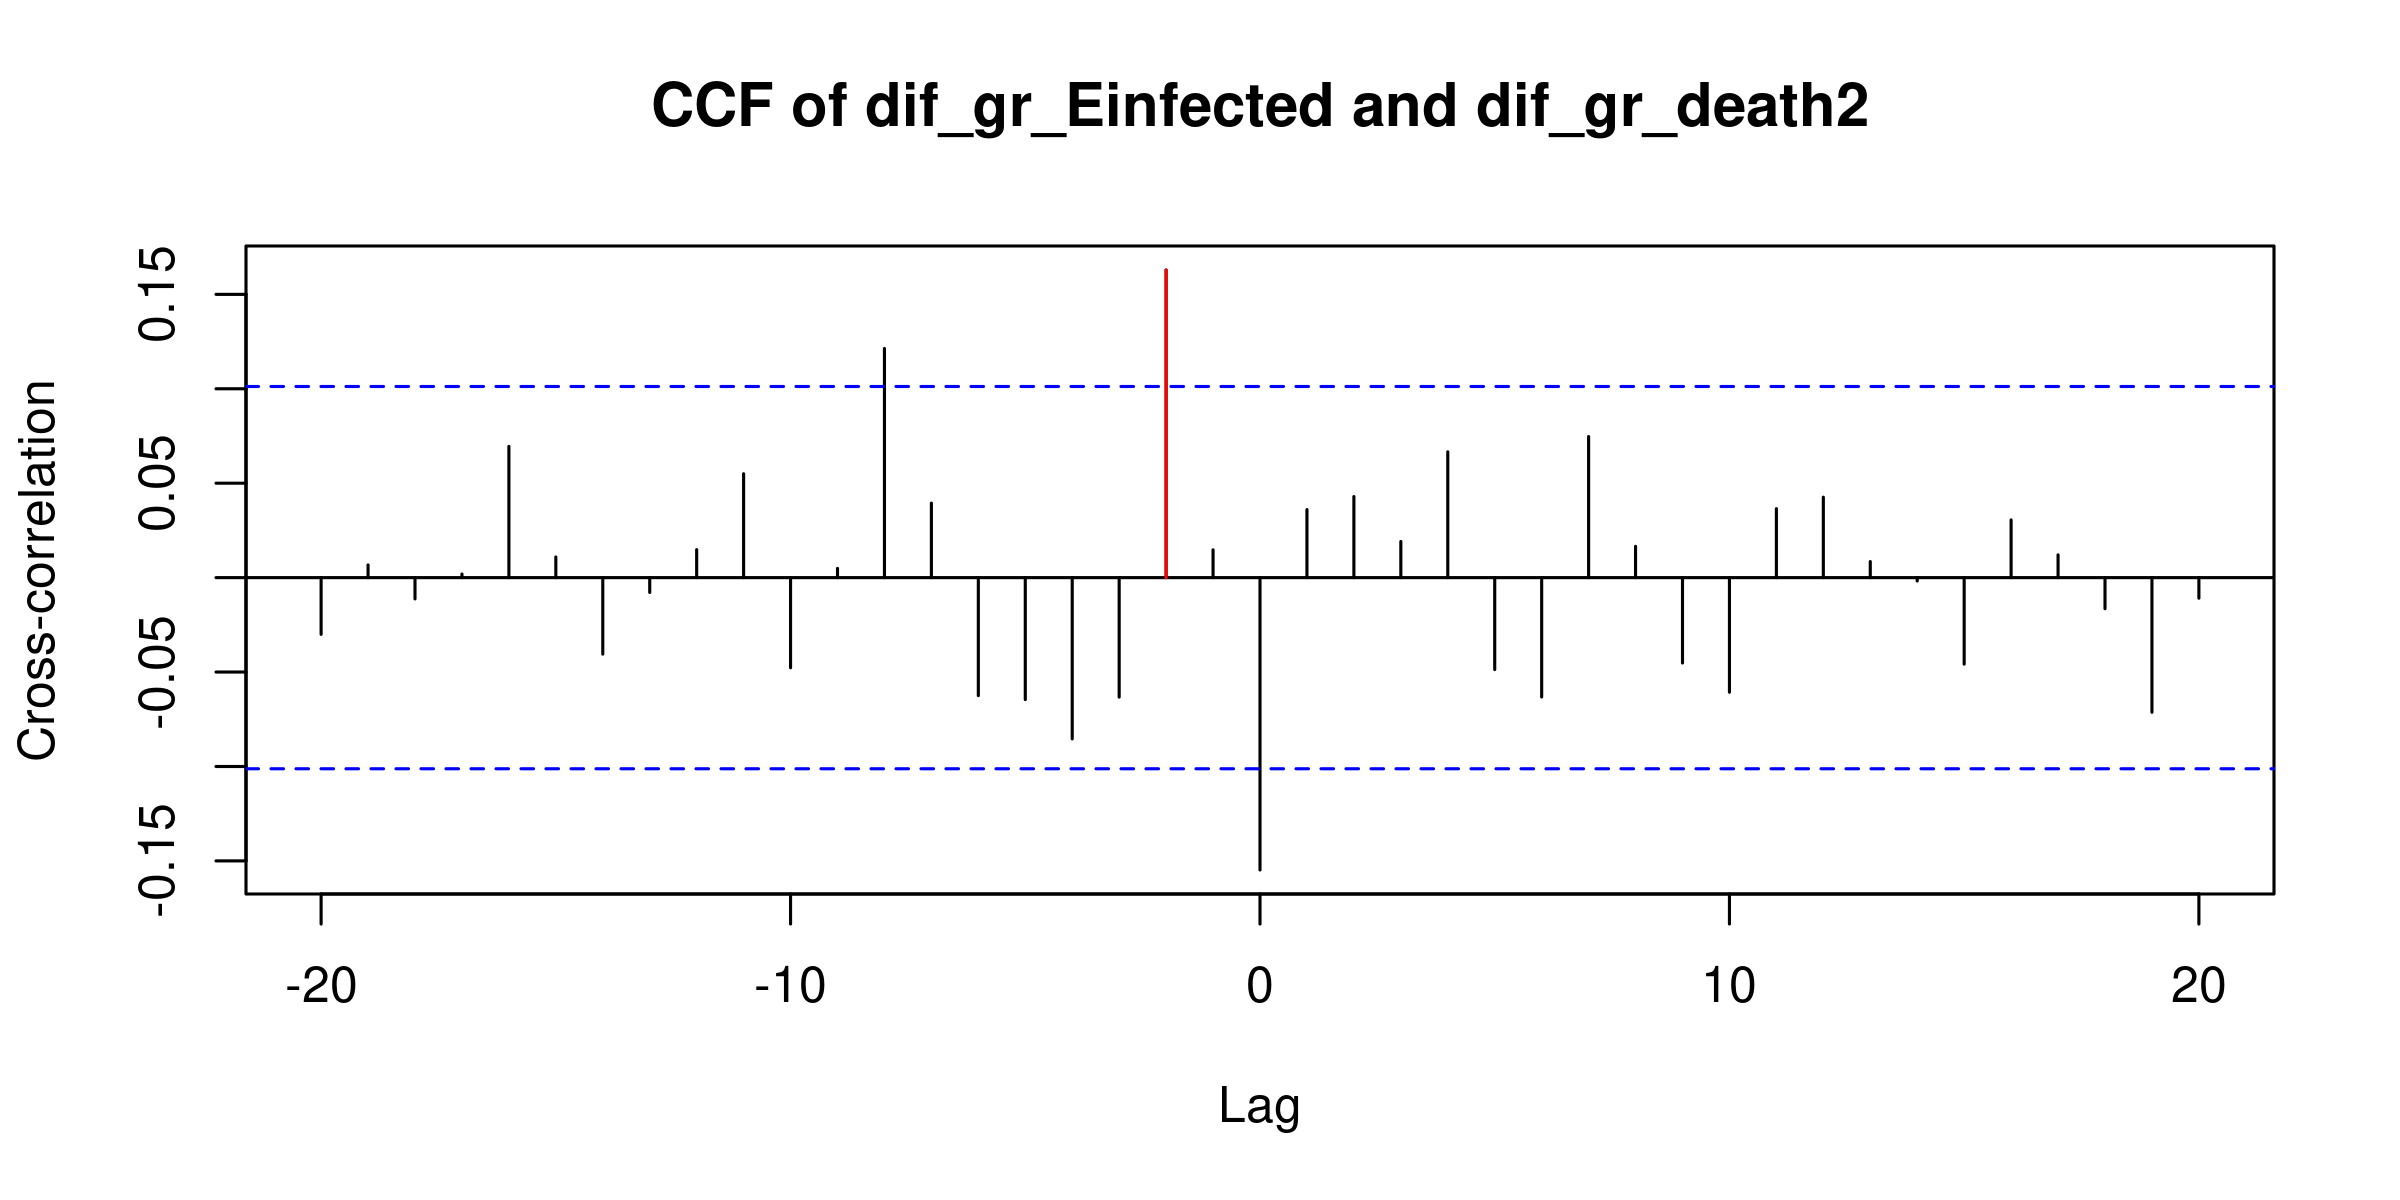 CCF of dif_gr_Einfected and dif_gr_death2
Cross-correlation
0.15
0.05
-0.05
-0.15
-20 -10 0 10 20
Lag